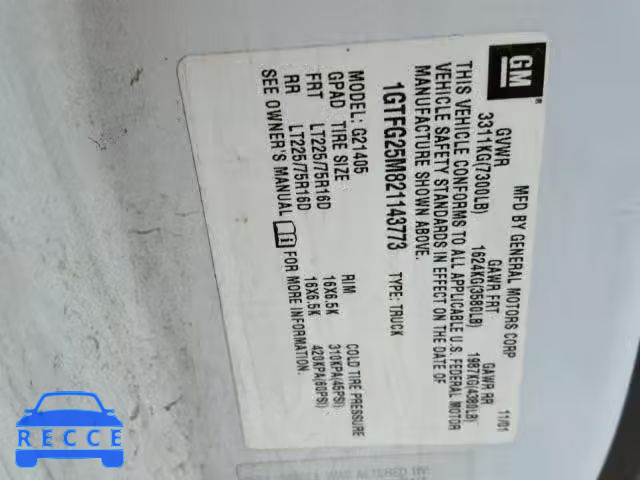 GM ®
MFD BY GENERAL MOTORS CORP 11/01
GVWR GAWR FRT GAWR RR
3311KG(7300LB) 1624KG(3580LB) 1987KG(4380LB)
THIS VEHICLE CONFORMS TO ALL APPLICABLE U.S. FEDERAL MOTOR
VEHICLE SAFETY STANDARDS IN EFFECT ON THE DATE OF
MANUFACTURE SHOWN ABOVE.
1GTFG25M821143773 TYPE: TRUCK
MODEL: G21405
GPAD TIRE SIZE RIM COLD TIRE PRESSURE
FRT LT225/75R16D 16X6.5K 310KPA(45PSI)
RR LT225/75R16D 16X6.5K 420KPA(60PSI)
SEE OWNER'S MANUAL i FOR MORE INFORMATION.
WAS ALTERED BY:
RECCE